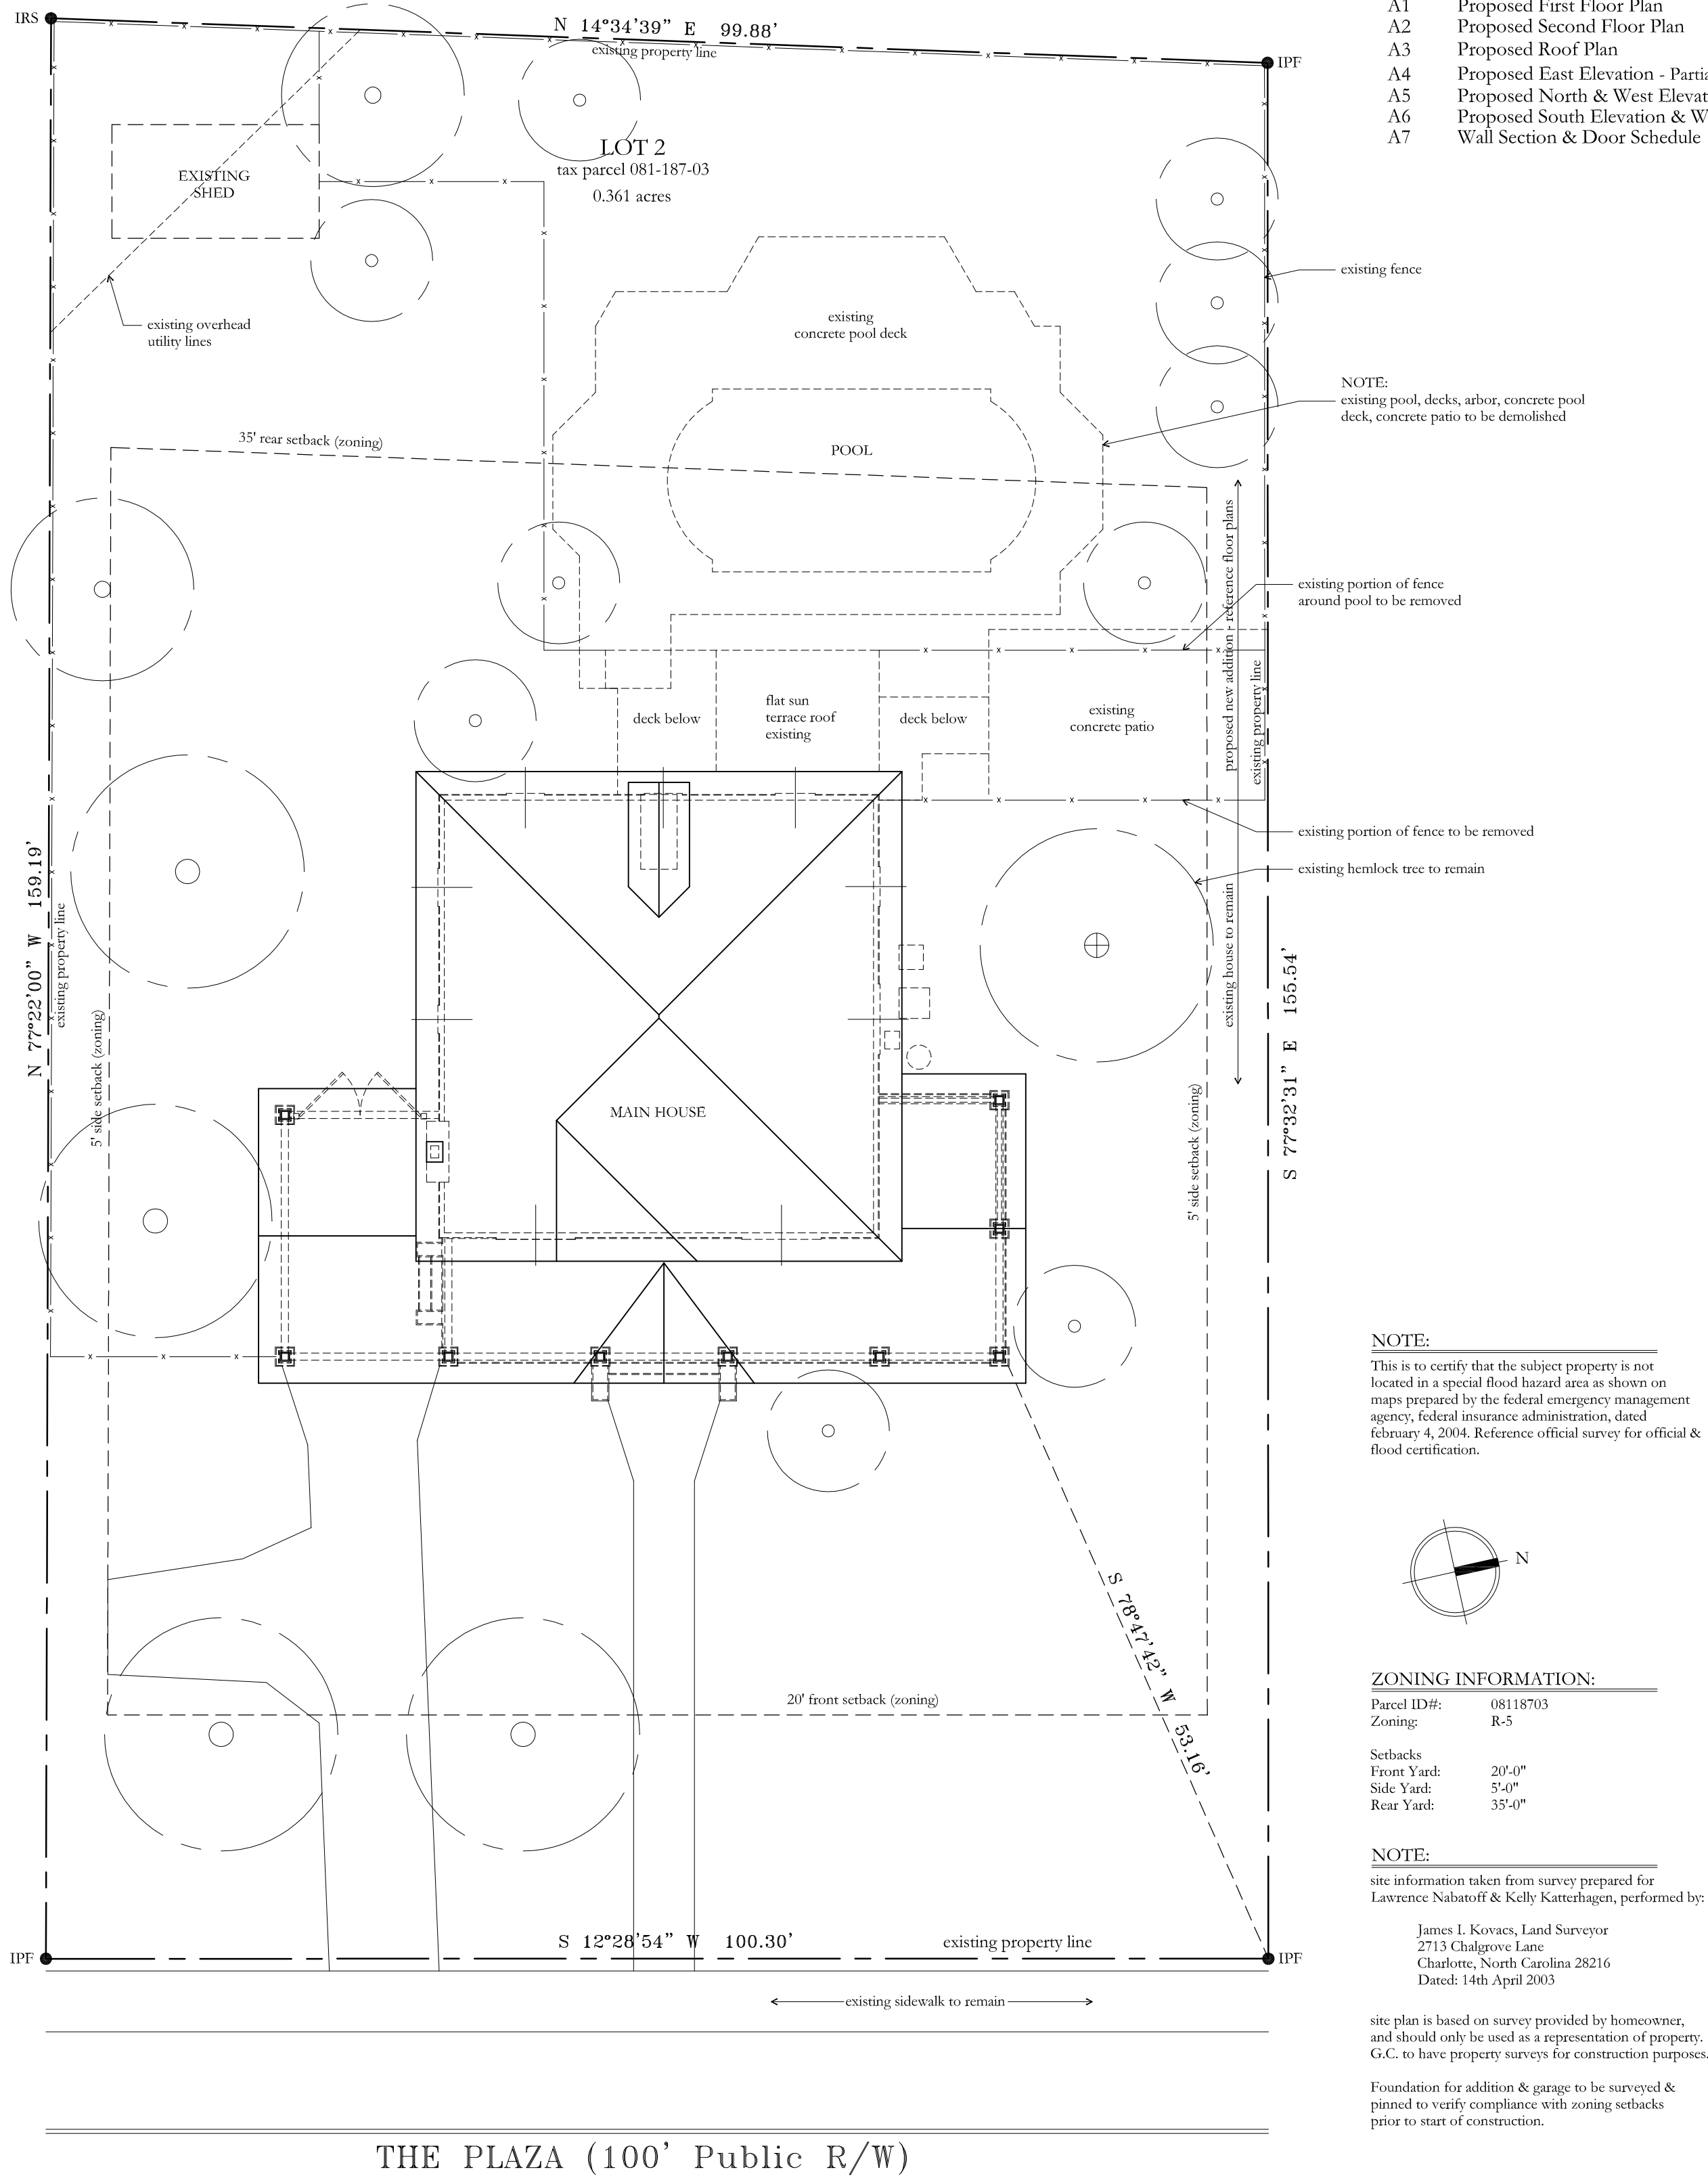 IRS
N 14°34'39" E 99.88'
existing property line
IPF
A1 Proposed First Floor Plan
A2 Proposed Second Floor Plan
A3 Proposed Roof Plan
A4 Proposed East Elevation - Partia
A5 Proposed North & West Elevat
A6 Proposed South Elevation & W
A7 Wall Section & Door Schedule
LOT 2
tax parcel 081-187-03
0.361 acres
EXISTING
SHED
existing overhead
utility lines
existing
concrete pool deck
existing fence
NOTE:
existing pool, decks, arbor, concrete pool
deck, concrete patio to be demolished
35' rear setback (zoning)
POOL
proposed new addition - reference floor plans
existing portion of fence
around pool to be removed
existing property line
deck below
flat sun
terrace roof
existing
deck below
existing
concrete patio
existing portion of fence to be removed
existing hemlock tree to remain
N 77°22'00" W 159.19'
existing property line
5' side setback (zoning)
existing house to remain
S 77°32'31" E 155.54'
5' side setback (zoning)
MAIN HOUSE
NOTE:
This is to certify that the subject property is not
located in a special flood hazard area as shown on
maps prepared by the federal emergency management
agency, federal insurance administration, dated
february 4, 2004. Reference official survey for official &
flood certification.
N
S 78°47'42" W 53.16'
20' front setback (zoning)
ZONING INFORMATION:
Parcel ID#: 08118703
Zoning: R-5
Setbacks
Front Yard: 20'-0"
Side Yard: 5'-0"
Rear Yard: 35'-0"
NOTE:
site information taken from survey prepared for
Lawrence Nabatoff & Kelly Katterhagen, performed by:
James I. Kovacs, Land Surveyor
2713 Chalgrove Lane
Charlotte, North Carolina 28216
Dated: 14th April 2003
site plan is based on survey provided by homeowner,
and should only be used as a representation of property.
G.C. to have property surveys for construction purposes.
Foundation for addition & garage to be surveyed &
pinned to verify compliance with zoning setbacks
prior to start of construction.
IPF
S 12°28'54" W 100.30'
existing property line
IPF
existing sidewalk to remain
THE PLAZA (100' Public R/W)